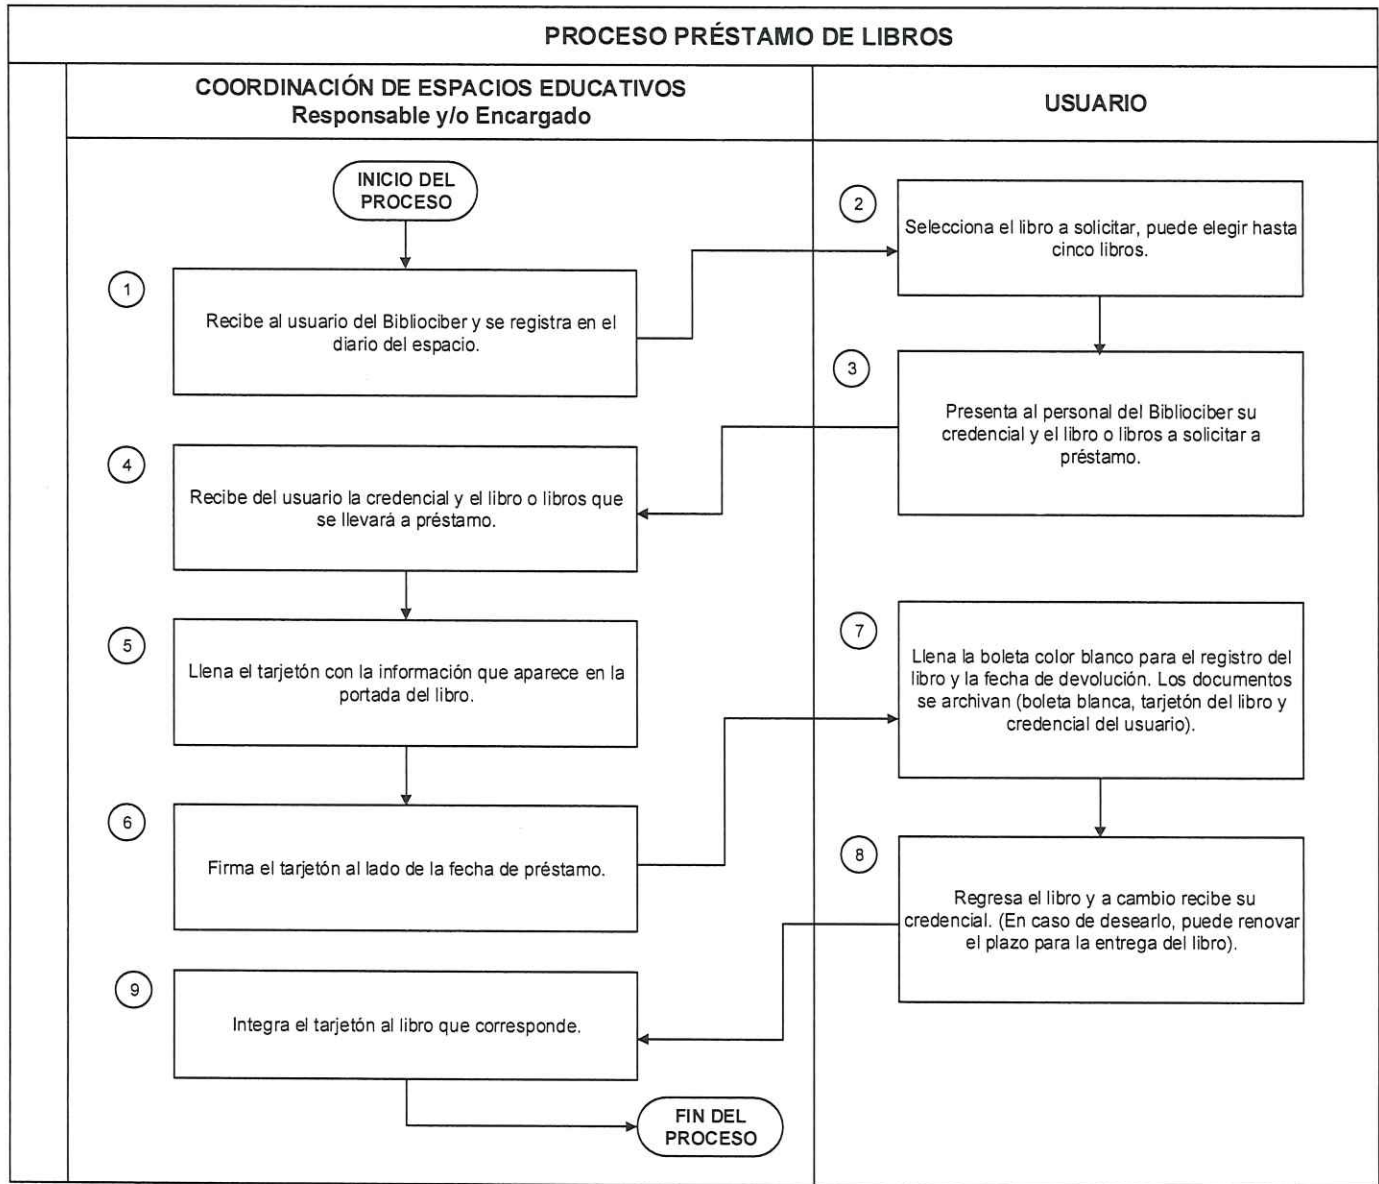 PROCESO PRÉSTAMO DE LIBROS
COORDINACIÓN DE ESPACIOS EDUCATIVOS
Responsable y/o Encargado
USUARIO
INICIO DEL
PROCESO
1
Recibe al usuario del Bibliociber y se registra en el
diario del espacio.
2
Selecciona el libro a solicitar, puede elegir hasta
cinco libros.
3
Presenta al personal del Bibliociber su
credencial y el libro o libros a solicitar a
préstamo.
4
Recibe del usuario la credencial y el libro o libros que
se llevará a préstamo.
5
Llena el tarjetón con la información que aparece en la
portada del libro.
6
Firma el tarjetón al lado de la fecha de préstamo.
7
Llena la boleta color blanco para el registro del
libro y la fecha de devolución. Los documentos
se archivan (boleta blanca, tarjetón del libro y
credencial del usuario).
8
Regresa el libro y a cambio recibe su
credencial. (En caso de desearlo, puede renovar
el plazo para la entrega del libro).
9
Integra el tarjetón al libro que corresponde.
FIN DEL
PROCESO